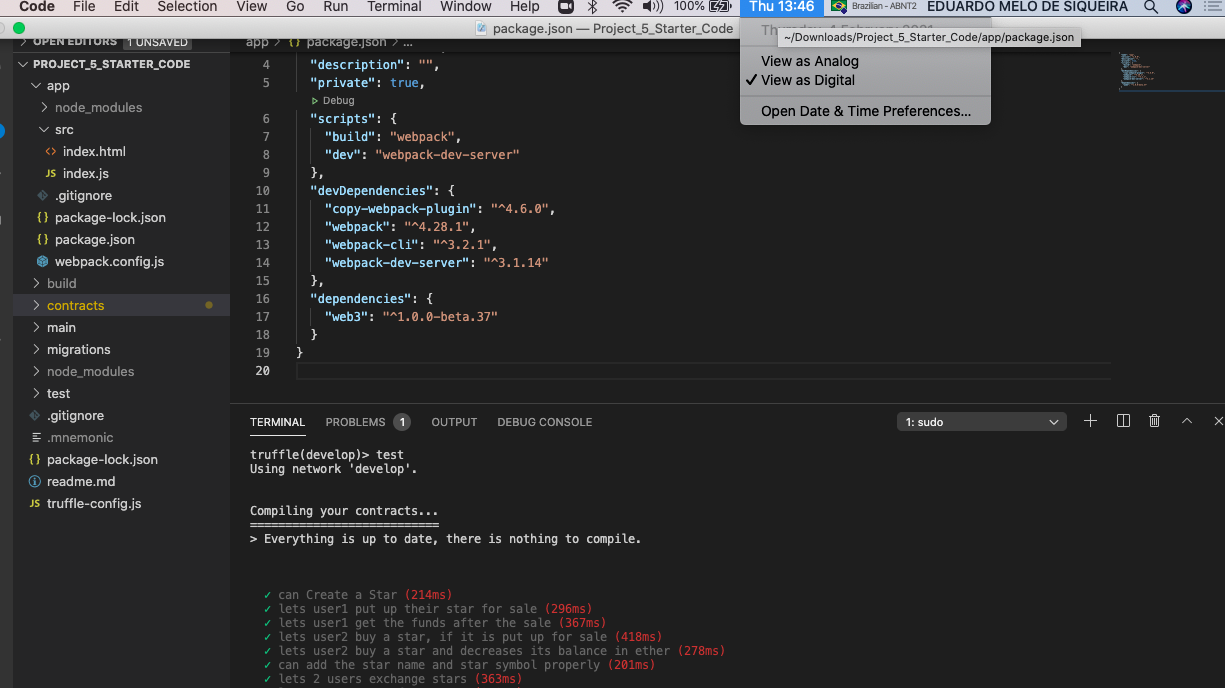 Code File Edit Selection View Go Run Terminal Window Help 100% Thu 13:46 Brazilian - ABNT2 EDUARDO MELO DE SIQUEIRA
package.json — Project_5_Starter_Code
~/Downloads/Project_5_Starter_Code/app/package.json
View as Analog
✓ View as Digital
Open Date & Time Preferences...
OPEN EDITORS 1 UNSAVED
PROJECT_5_STARTER_CODE
app
node_modules
src
<> index.html
JS index.js
.gitignore
{} package-lock.json
{} package.json
webpack.config.js
build
contracts
main
migrations
node_modules
test
.gitignore
.mnemonic
{} package-lock.json
readme.md
JS truffle-config.js
app > {} package.json > ...
4 "description": "",
5 "private": true,
Debug
6 "scripts": {
7 "build": "webpack",
8 "dev": "webpack-dev-server"
9 },
10 "devDependencies": {
11 "copy-webpack-plugin": "^4.6.0",
12 "webpack": "^4.28.1",
13 "webpack-cli": "^3.2.1",
14 "webpack-dev-server": "^3.1.14"
15 },
16 "dependencies": {
17 "web3": "^1.0.0-beta.37"
18 }
19 }
20
TERMINAL PROBLEMS 1 OUTPUT DEBUG CONSOLE 1: sudo
truffle(develop)> test
Using network 'develop'.
Compiling your contracts...
===========================
> Everything is up to date, there is nothing to compile.
✓ can Create a Star (214ms)
✓ lets user1 put up their star for sale (296ms)
✓ lets user1 get the funds after the sale (367ms)
✓ lets user2 buy a star, if it is put up for sale (418ms)
✓ lets user2 buy a star and decreases its balance in ether (278ms)
✓ can add the star name and star symbol properly (201ms)
✓ lets 2 users exchange stars (363ms)